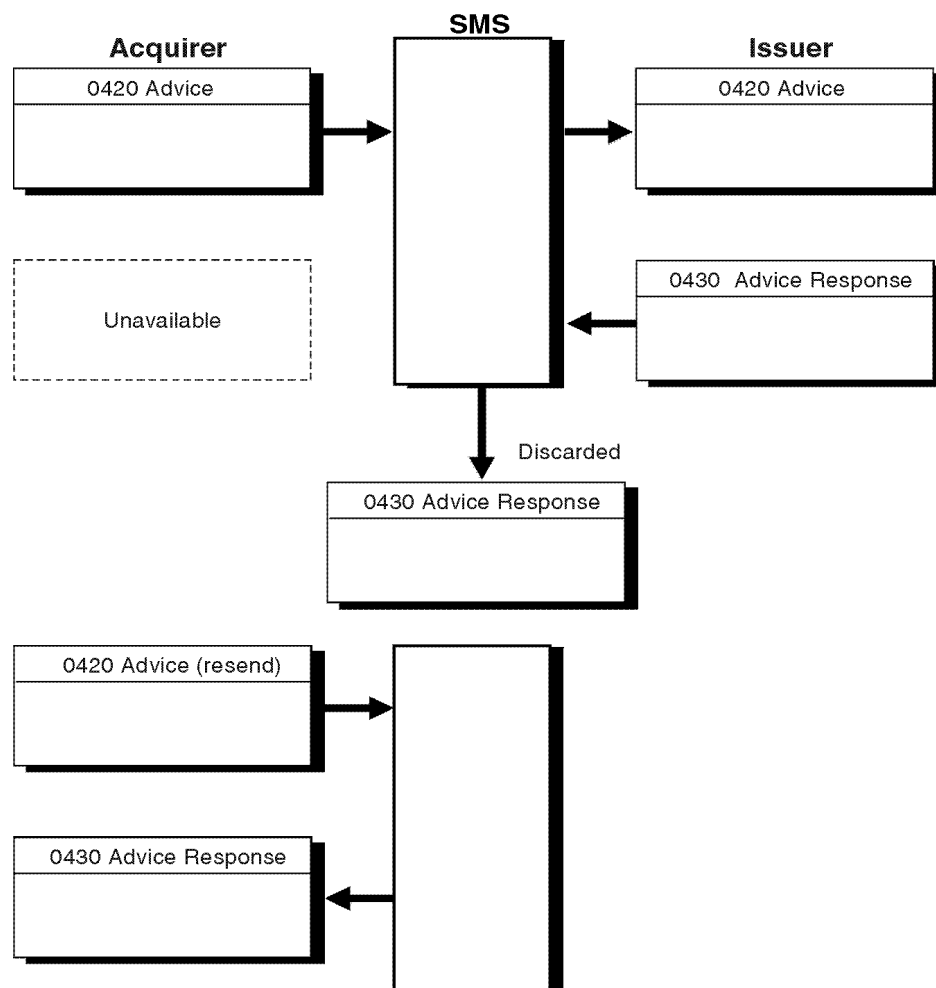 SMS
Acquirer
Issuer
0420 Advice
0420 Advice
0430 Advice Response
Unavailable
Discarded
0430 Advice Response
0420 Advice (resend)
0430 Advice Response